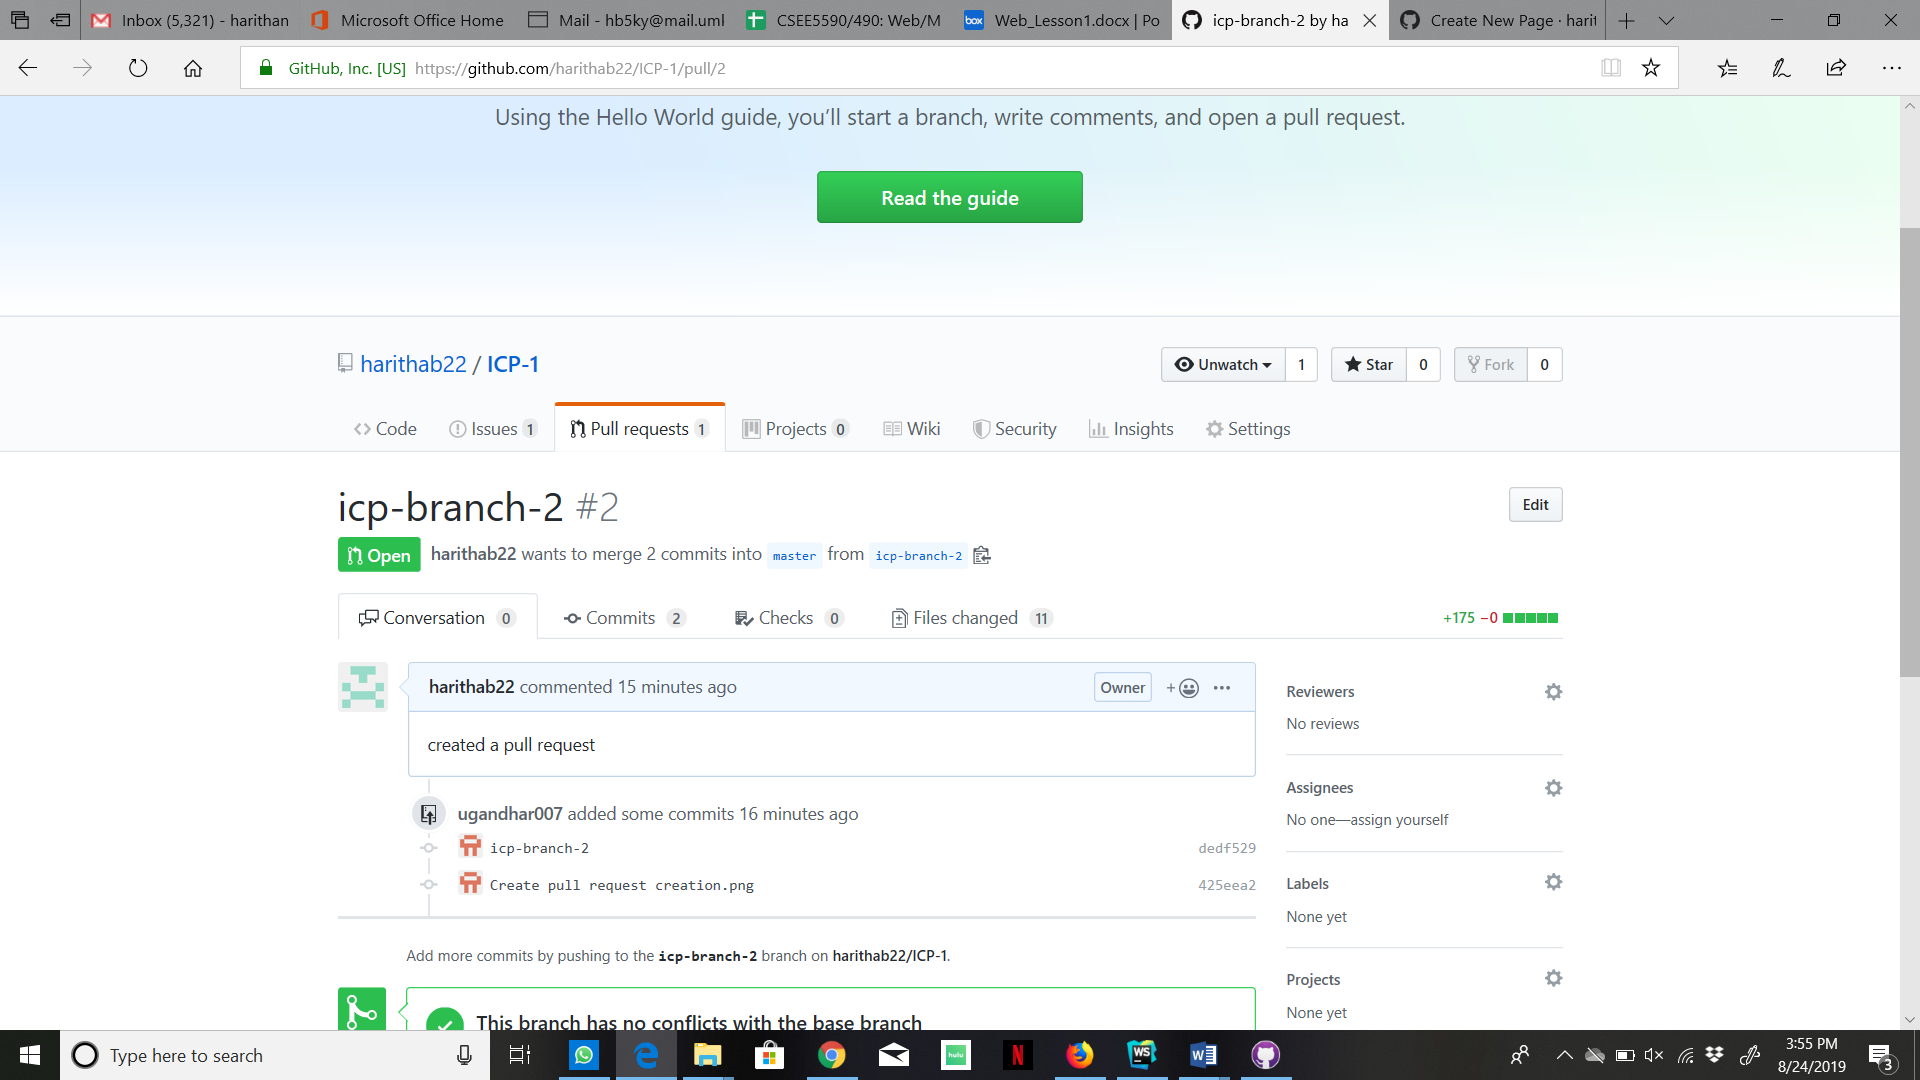 Inbox (5,321) - harithan
Microsoft Office Home
Mail - hb5ky@mail.uml
CSEE5590/490: Web/M
box
Web_Lesson1.docx | Po
icp-branch-2 by ha
Create New Page · harit
GitHub, Inc. [US] https://github.com/harithab22/ICP-1/pull/2
Using the Hello World guide, you’ll start a branch, write comments, and open a pull request.
Read the guide
harithab22 / ICP-1
Unwatch 1
Star 0
Fork 0
Code
Issues 1
Pull requests 1
Projects 0
Wiki
Security
Insights
Settings
icp-branch-2 #2
Edit
Open
harithab22 wants to merge 2 commits into master from icp-branch-2
Conversation 0
Commits 2
Checks 0
Files changed 11
+175 −0
harithab22 commented 15 minutes ago
Owner
created a pull request
ugandhar007 added some commits 16 minutes ago
icp-branch-2
dedf529
Create pull request creation.png
425eea2
Reviewers
No reviews
Assignees
No one—assign yourself
Labels
None yet
Projects
None yet
Add more commits by pushing to the icp-branch-2 branch on harithab22/ICP-1.
This branch has no conflicts with the base branch
Type here to search
hulu
N
WS
W
3:55 PM
8/24/2019
3